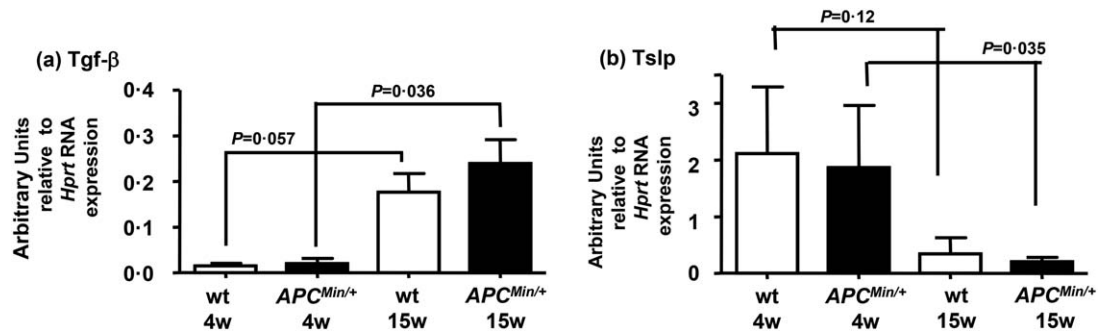 (a) Tgf-β
Arbitrary Units
relative to
Hprt RNA
expression
0·4
0·3
0·2
0·1
0·0
P=0·036
P=0·057
wt
4w
APCMin/+
4w
wt
15w
APCMin/+
15w
(b) Tslp
Arbitrary Units
relative to
Hprt RNA
expression
3
2
1
0
P=0·12
P=0·035
wt
4w
APCMin/+
4w
wt
15w
APCMin/+
15w